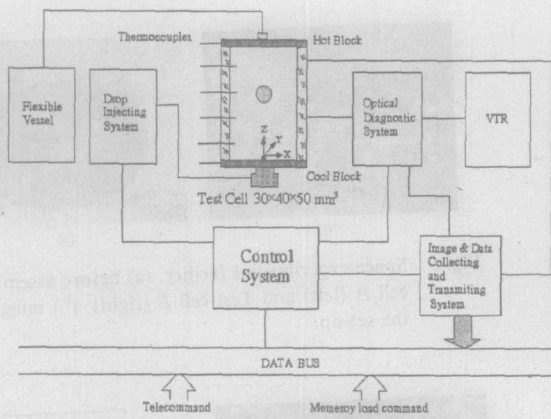 Thermocouples
Hot Block
Flexible
Vessel
Drop
Injecting
System
Optical
Diagnostic
System
VTR
Z
Y
X
Cool Block
Test Cell 30×40×50 mm³
Control
System
Image & Data
Collecting
and
Transmiting
System
DATA BUS
Telecommand
Memeroy load command